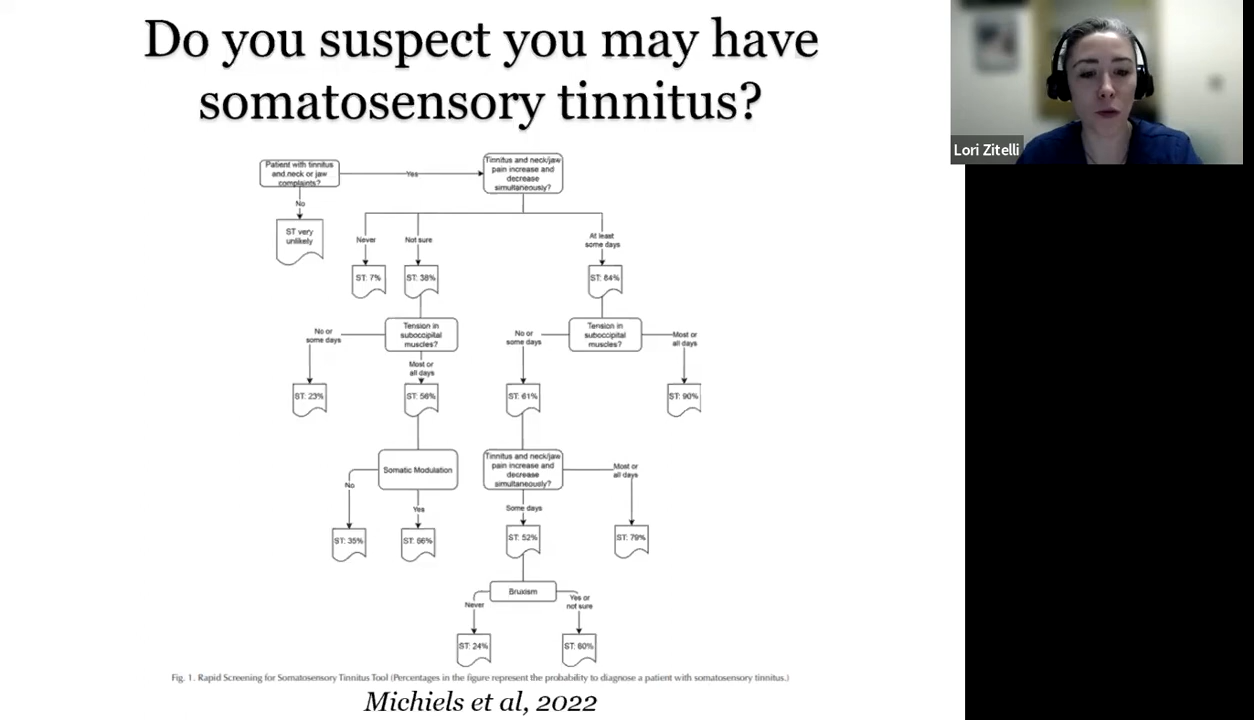 Do you suspect you may have
somatosensory tinnitus?
Lori Zitelli
Patient with tinnitus
and neck or jaw
complaints?
Yes
Tinnitus and neck/jaw
pain increase and
decrease
simultaneously?
No
ST very
unlikely
Never
Not sure
At least
some days
ST: 7%
ST: 38%
ST: 64%
No or
some days
Tension in
suboccipital
muscles?
No or
some days
Tension in
suboccipital
muscles?
Most or
all days
Most or
all days
ST: 23%
ST: 56%
ST: 61%
ST: 90%
Somatic Modulation
Tinnitus and neck/jaw
pain increase and
decrease
simultaneously?
Most or
all days
No
Yes
Some days
ST: 35%
ST: 66%
ST: 52%
ST: 79%
Bruxism
Never
Yes or
not sure
ST: 24%
ST: 60%
Fig. 1. Rapid Screening for Somatosensory Tinnitus Tool (Percentages in the figure represent the probability to diagnose a patient with somatosensory tinnitus.)
Michiels et al, 2022